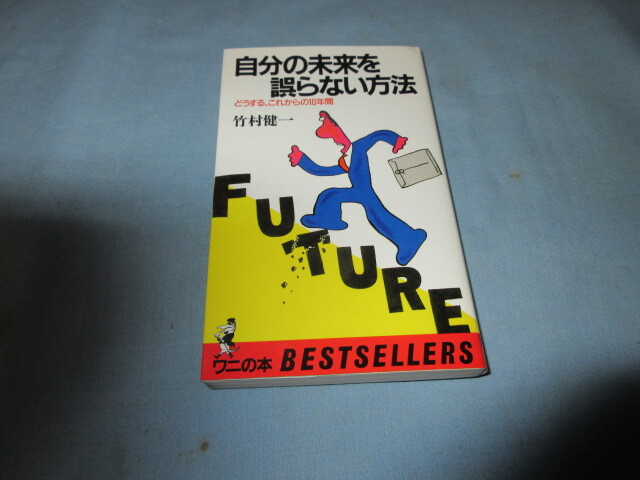 自分の未来を
誤らない方法
どうする、これからの10年間
竹村健一
FUTURE
ワニの本 BESTSELLERS